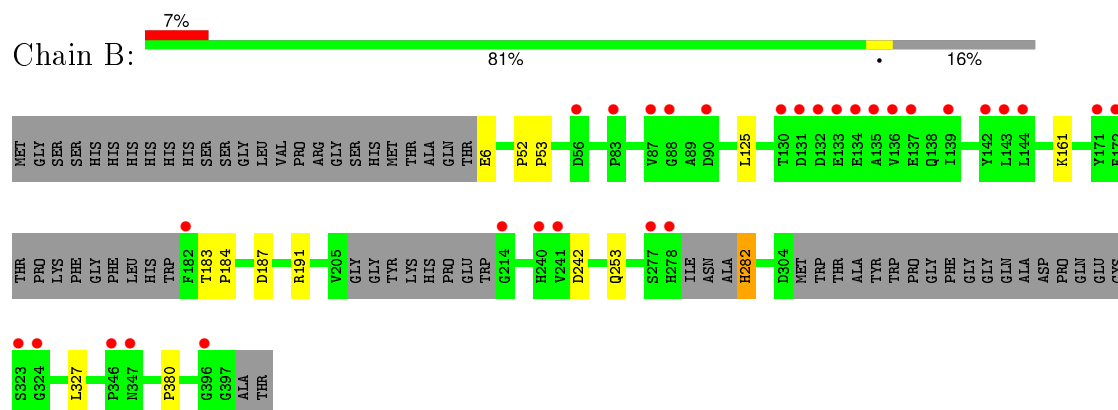 7%
Chain B:
81%
•
16%
MET GLY SER SER HIS HIS HIS HIS HIS HIS SER SER GLY LEU VAL PRO ARG GLY SER HIS MET THR ALA GLN THR E6 P52 P53 D56 P83 V87 G88 A89 D90 L125 T130 D131 D132 E133 E134 A135 V136 E137 Q138 I139 Y142 L143 L144 K161 Y171
THR PRO LYS PHE GLY PHE LEU HIS TRP F182 T183 P184 D187 R191 V205 GLY GLY TYR LYS HIS PRO GLU TRP G214 H240 V241 D242 Q253 S277 H278 ILE ASN ALA H282 D304 MET TRP THR ALA TYR TRP PRO GLY PHE GLY GLY GLN ALA ASP PRO GLN GLU
S323 G324 L327 P346 N347 P380 G396 G397 ALA THR